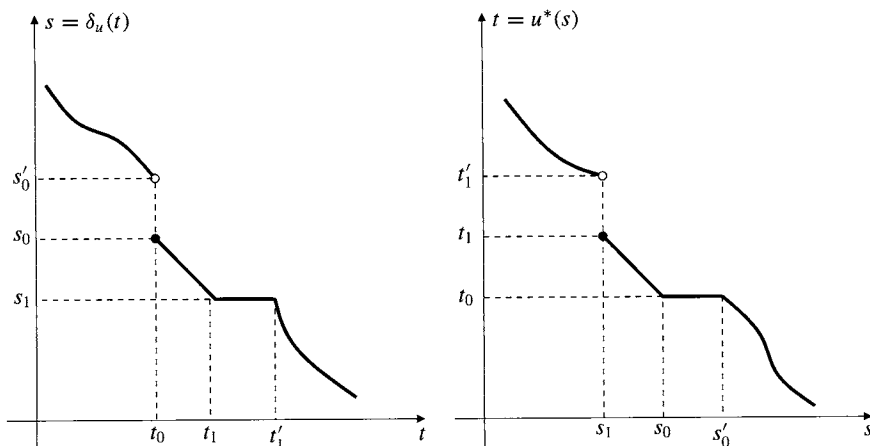 s = δ_u(t)
s′_0
s_0
s_1
t_0 t_1 t′_1 t
t = u*(s)
t′_1
t_1
t_0
s_1 s_0 s′_0 s